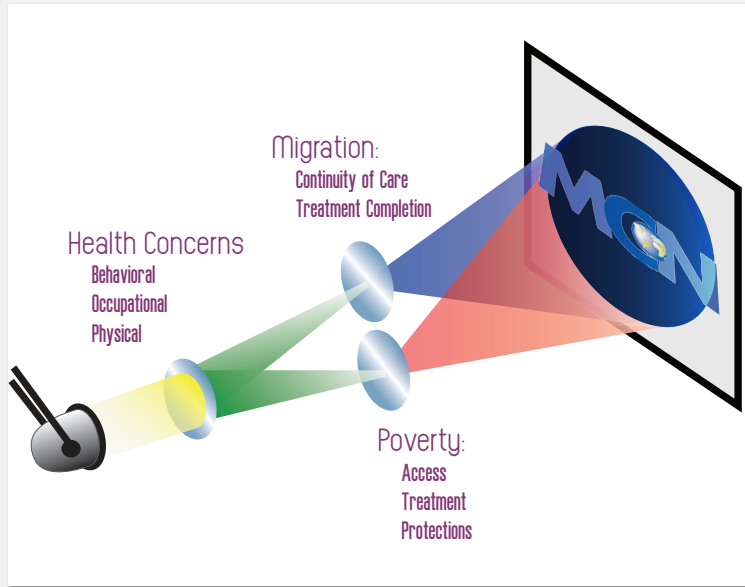 Migration:
Continuity of Care
Treatment Completion
Health Concerns
Behavioral
Occupational
Physical
MCN
Poverty:
Access
Treatment
Protections